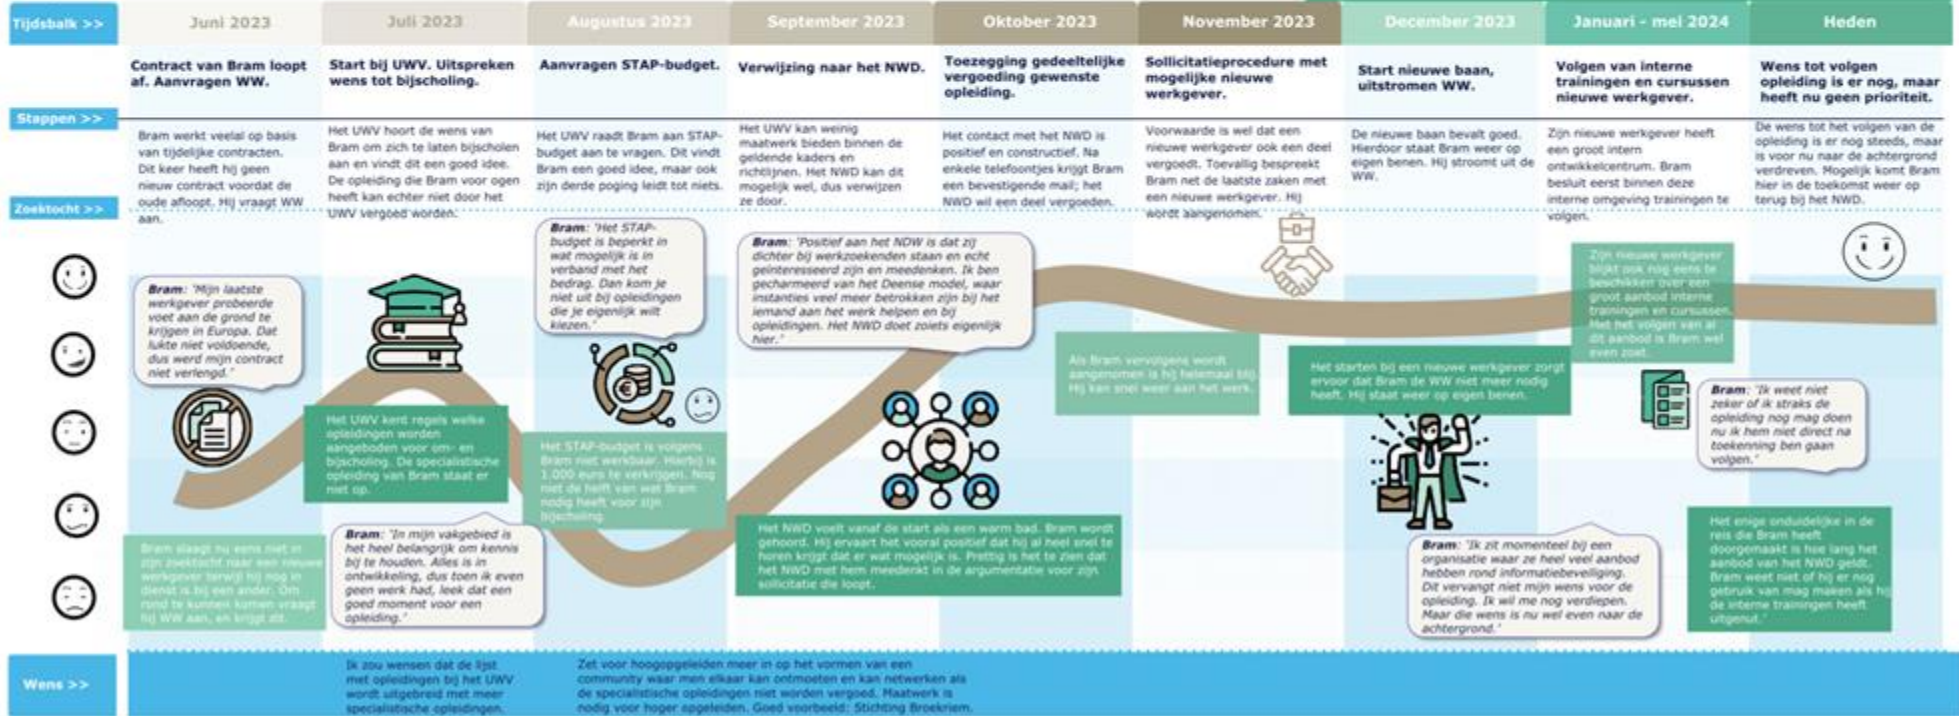 Tijdsbalk >>
Juni 2023
Juli 2023
Augustus 2023
September 2023
Oktober 2023
November 2023
December 2023
Januari - mei 2024
Heden
Stappen >>
Contract van Bram loopt
af. Aanvragen WW.
Start bij UWV. Uitspreken
wens tot bijscholing.
Aanvragen STAP-budget.
Verwijzing naar het NWD.
Toezegging gedeeltelijke
vergoeding gewenste
opleiding.
Sollicitatieprocedure met
mogelijke nieuwe
werkgever.
Start nieuwe baan,
uitstromen WW.
Volgen van interne
trainingen en cursussen
nieuwe werkgever.
Wens tot volgen
opleiding is er nog, maar
heeft nu geen prioriteit.
Zoektocht >>
Bram werkt veelal op basis
van tijdelijke contracten.
Dit keer heeft hij geen
nieuw contract voordat de
oude afloopt. Hij vraagt WW
aan.
Het UWV hoort de wens van
Bram om zich te laten bijscholen
aan en vindt dit een goed idee.
De opleiding die Bram voor ogen
heeft kan echter niet door het
UWV vergoed worden.
Het UWV raadt Bram aan STAP-
budget aan te vragen. Dit vindt
Bram een goed idee, maar ook
zijn derde poging leidt tot niets.
Het UWV kan weinig
maatwerk bieden binnen de
geldende kaders en
richtlijnen. Het NWD kan dit
mogelijk wel, dus verwijzen
ze door.
Het contact met het NWD is
positief en constructief. Na
enkele telefoontjes krijgt Bram
een bevestigende mail; het
NWD wil een deel vergoeden.
Voorwaarde is wel dat een
nieuwe werkgever ook een deel
vergoedt. Toevallig bespreekt
Bram net de laatste zaken met
een nieuwe werkgever. Hij
wordt aangenomen.
De nieuwe baan bevalt goed.
Hierdoor staat Bram weer op
eigen benen. Hij stroomt uit de
WW.
Zijn nieuwe werkgever heeft
een groot intern
ontwikkelcentrum. Bram
besluit eerst binnen deze
interne omgeving trainingen te
volgen.
De wens tot het volgen van de
opleiding is er nog steeds, maar
is voor nu naar de achtergrond
verdreven. Mogelijk komt Bram
hier in de toekomst weer op
terug bij het NWD.
Bram: 'Mijn laatste
werkgever probeerde
voet aan de grond te
krijgen in Europa. Dat
lukte niet voldoende,
dus werd mijn contract
niet verlengd.'
Bram slaagt nu eens niet in
zijn zoektocht naar een nieuwe
werkgever terwijl hij nog in
dienst is bij een ander. Om
rond te kunnen komen vraagt
hij WW aan, en krijgt dit.
Het UWV kent regels welke
opleidingen worden
aangeboden voor om- en
bijscholing. De specialistische
opleiding van Bram staat er
niet op.
Bram: "In mijn vakgebied is
het heel belangrijk om kennis
bij te houden. Alles is in
ontwikkeling, dus toen ik even
geen werk had, leek dat een
goed moment voor een
opleiding.'
Bram: 'Het STAP-
budget is beperkt in
wat mogelijk is in
verband met het
bedrag. Dan kom je
niet uit bij opleidingen
die je eigenlijk wilt
kiezen.'
Het STAP-budget is volgens
Bram niet werkbaar. Hierbij is
1.000 euro te verkrijgen. Nog
niet de helft van wat Bram
nodig heeft voor zijn
bijscholing.
Bram: 'Positief aan het NDW is dat zij
dichter bij werkzoekenden staan en echt
geïnteresseerd zijn en meedenken. Ik ben
gecharmeerd van het Deense model, waar
instanties veel meer betrokken zijn bij het
iemand aan het werk helpen en bij
opleidingen. Het NWD doet zoiets eigenlijk
hier.'
Het NWD voelt vanaf de start als een warm bad. Bram wordt
gehoord. Hij ervaart het vooral positief dat hij al heel snel te
horen krijgt dat er wat mogelijk is. Prettig is het te zien dat
het NWD met hem meedenkt in de argumentatie voor zijn
sollicitatie die loopt.
Als Bram vervolgens wordt
aangenomen is hij helemaal blij.
Hij kan snel weer aan het werk.
Het starten bij een nieuwe werkgever zorgt
ervoor dat Bram de WW niet meer nodig
heeft. Hij staat weer op eigen benen.
Bram: 'Ik zit momenteel bij een
organisatie waar ze heel veel aanbod
hebben rond informatiebeveiliging.
Dit vervangt niet mijn wens voor de
opleiding. Ik wil me nog verdiepen.
Maar die wens is nu wel even naar de
achtergrond.'
Zijn nieuwe werkgever
blijkt ook nog eens te
beschikken over een
groot aanbod interne
trainingen en cursussen.
Met het volgen van al
dit aanbod is Bram wel
even zoet.
Bram: 'Ik weet niet
zeker of ik straks de
opleiding nog mag doen
nu ik hem niet direct na
toekenning ben gaan
volgen.'
Het enige onduidelijke in de
reis die Bram heeft
doorgemaakt is hoe lang het
aanbod van het NWD geldt.
Bram weet niet of hij er nog
gebruik van mag maken als hij
de interne trainingen heeft
uitgenut.'
Wens >>
Ik zou wensen dat de lijst
met opleidingen bij het UWV
wordt uitgebreid met meer
specialistische opleidingen.
Zet voor hoogopgeleiden meer in op het vormen van een
community waar men elkaar kan ontmoeten en kan netwerken als
de specialistische opleidingen niet worden vergoed. Maatwerk is
nodig voor hoger opgeleiden. Goed voorbeeld: Stichting Broekriem.